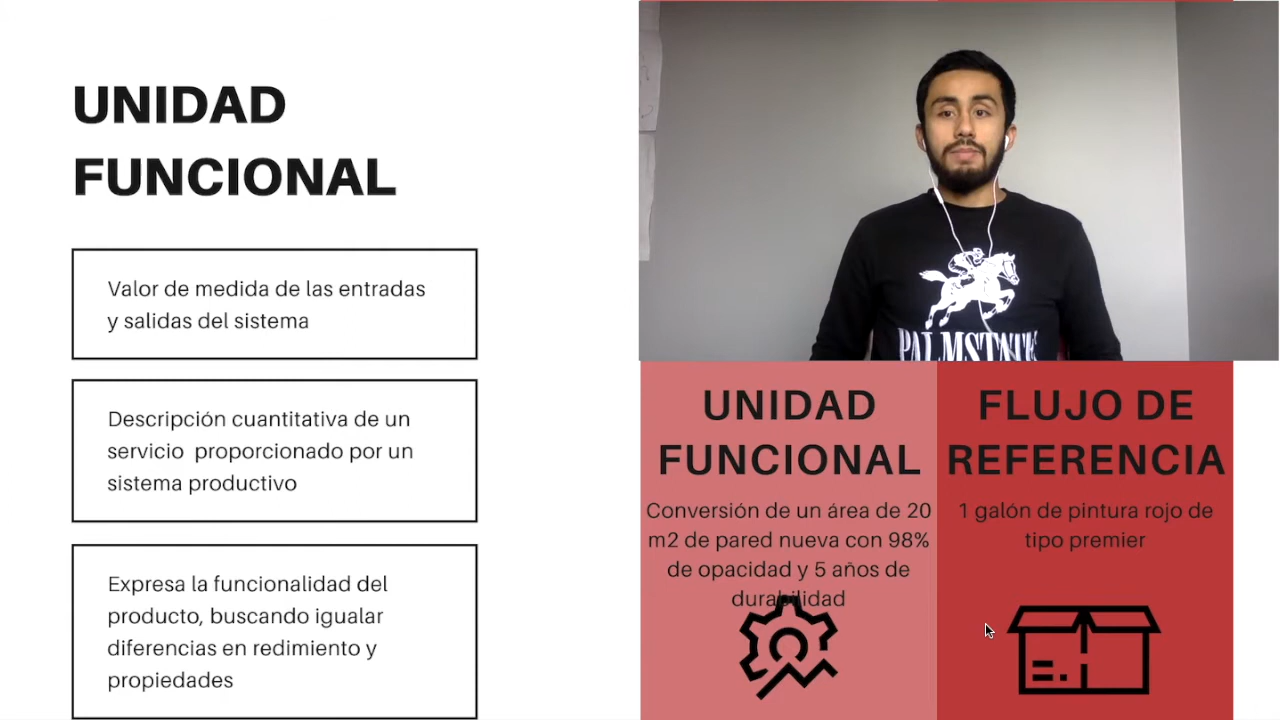 UNIDAD
FUNCIONAL
Valor de medida de las entradas
y salidas del sistema
Descripción cuantitativa de un
servicio proporcionado por un
sistema productivo
Expresa la funcionalidad del
producto, buscando igualar
diferencias en redimiento y
propiedades
PALMSTATE
UNIDAD
FUNCIONAL
Conversión de un área de 20
m2 de pared nueva con 98%
de opacidad y 5 años de
durabilidad
FLUJO DE
REFERENCIA
1 galón de pintura rojo de
tipo premier